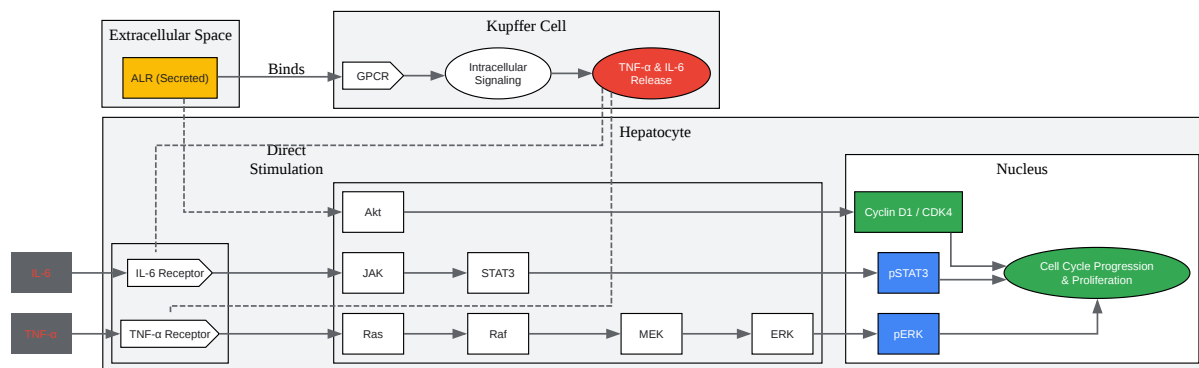 Kupffer Cell
Extracellular Space
ALR (Secreted)
Binds
GPCR
Intracellular
Signaling
TNF-α & IL-6
Release
Hepatocyte
Direct
Stimulation
Nucleus
Akt
Cyclin D1 / CDK4
IL-6
IL-6 Receptor
JAK
STAT3
pSTAT3
Cell Cycle Progression
& Proliferation
TNF-α
TNF-α Receptor
Ras
Raf
MEK
ERK
pERK